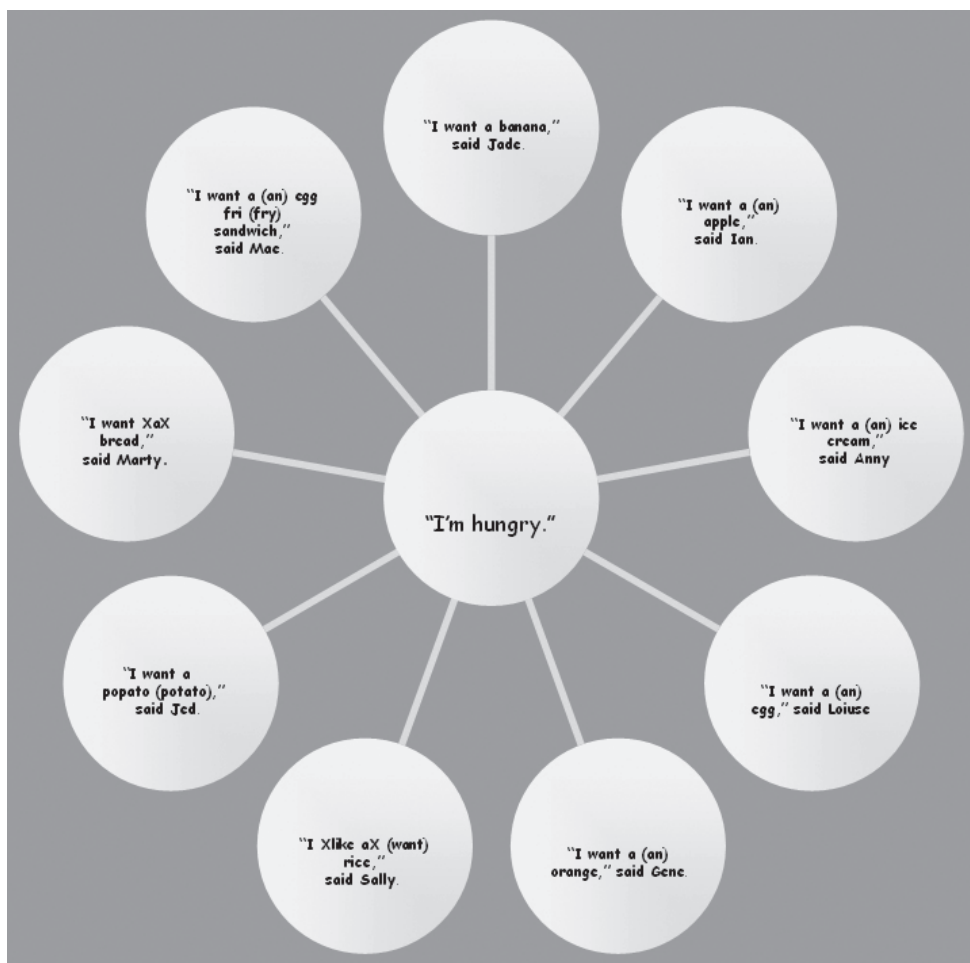 “I want a banana,”
said Jade.
“I want a (an)
apple,”
said Ian.
“I want a (an) ice
cream,”
said Anny
“I want a (an)
egg,” said Loiuse
“I want a (an)
orange,” said Gene.
“I Xlike aX (want)
rice,”
said Sally.
“I want a
popato (potato),”
said Jed.
“I want XaX
bread,”
said Marty.
“I want a (an) egg
fri (fry)
sandwich,”
said Mae.
“I’m hungry.”